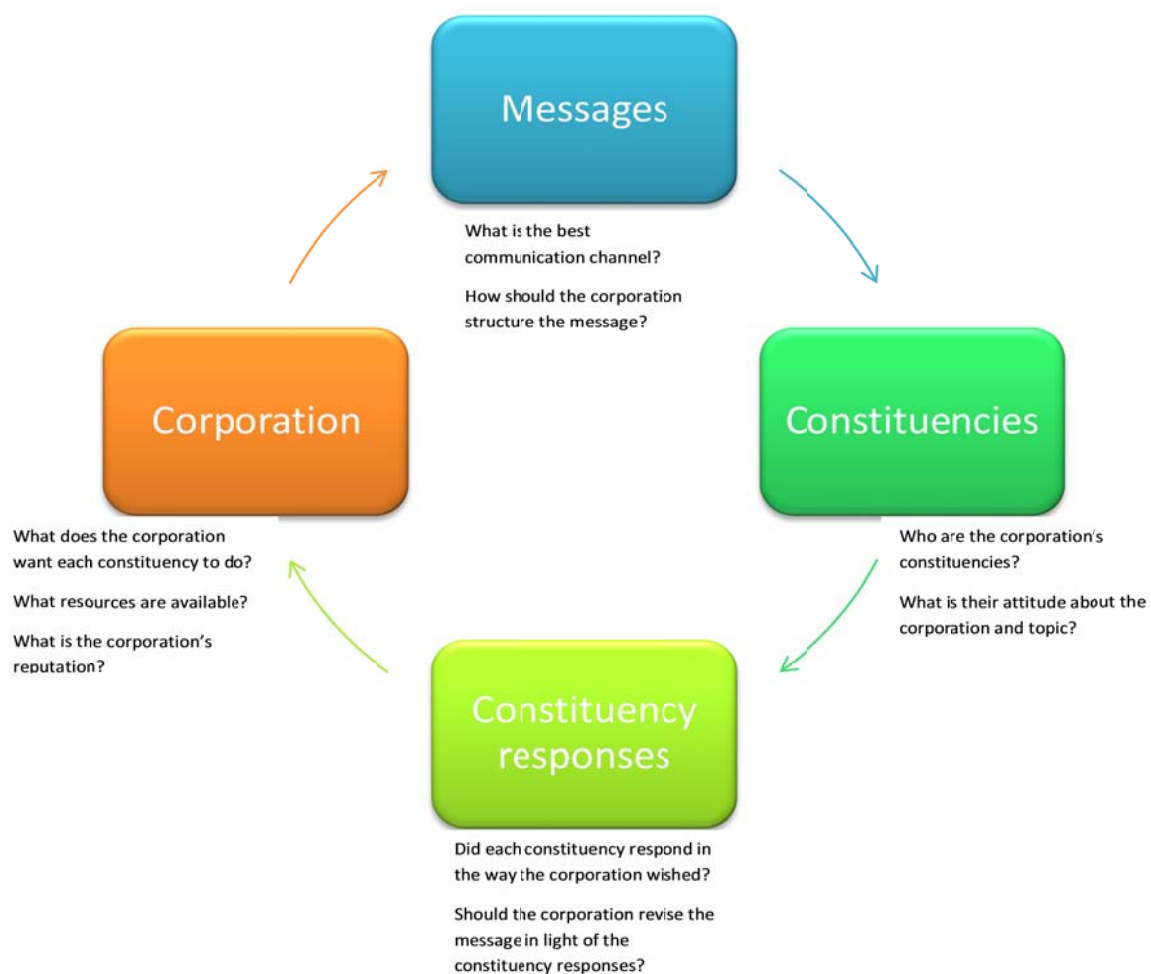 Messages
What is the best
communication channel?
How should the corporation
structure the message?
Corporation
What does the corporation
want each constituency to do?
What resources are available?
What is the corporation's
reputation?
Constituencies
Who are the corporation's
constituencies?
What is their attitude about the
corporation and topic?
Constituency
responses
Did each constituency respond in
the way the corporation wished?
Should the corporation revise the
message in light of the
constituency responses?